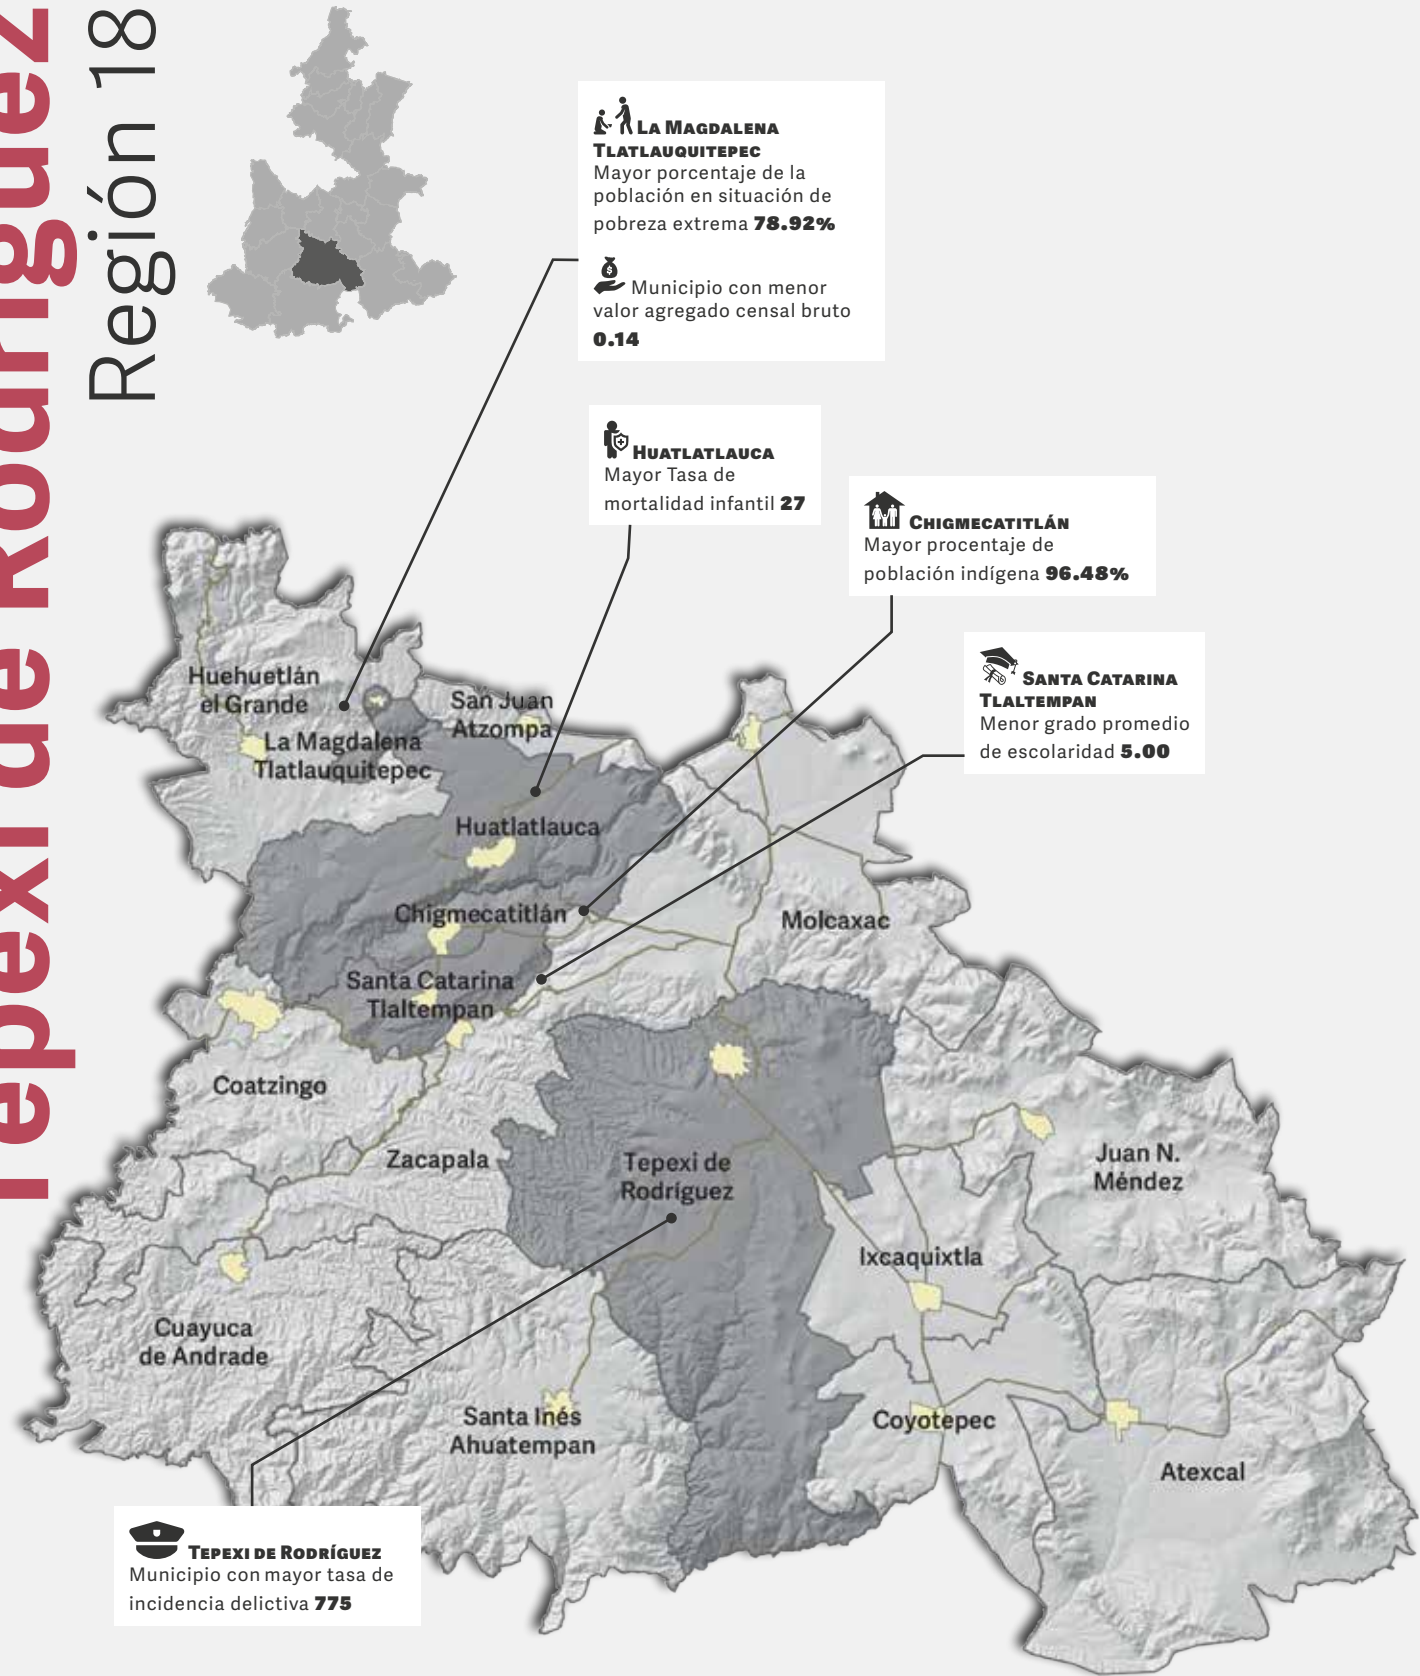 Tepexi de Rodríguez
Región 18
La Magdalena
Tlatlauquitepec
Mayor porcentaje de la
población en situación de
pobreza extrema 78.92%
$
Municipio con menor
valor agregado censal bruto
0.14
Huatlatlauca
Mayor Tasa de
mortalidad infantil 27
Chigmecatitlán
Mayor procentaje de
población indígena 96.48%
Santa Catarina
Tlaltempan
Menor grado promedio
de escolaridad 5.00
Huehuetlán
el Grande
San Juan
Atzompa
La Magdalena
Tlatlauquitepec
Huatlatlauca
Chigmecatitlán
Molcaxac
Santa Catarina
Tlaltempan
Coatzingo
Zacapala
Tepexi de
Rodríguez
Juan N.
Méndez
Ixcaquixtla
Cuayuca
de Andrade
Santa Inés
Ahuatempan
Coyotepec
Atexcal
Tepexi de Rodríguez
Municipio con mayor tasa de
incidencia delictiva 775